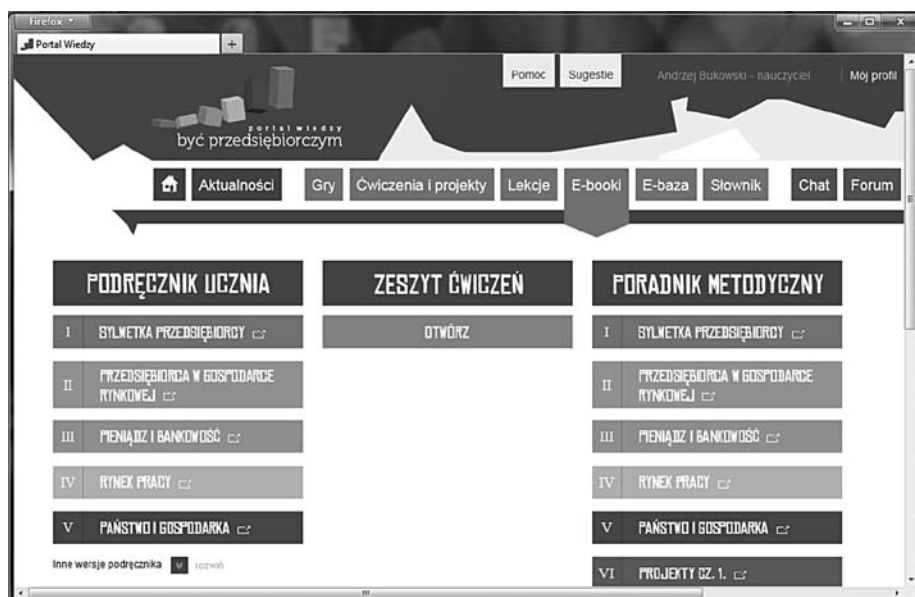 Firefox
Portal Wiedzy
+
Pomoc
Sugestie
Andrzej Bukowski - nauczyciel
Mój profil
portal wiedzy
być przedsiębiorczym
Aktualności
Gry
Ćwiczenia i projekty
Lekcje
E-booki
E-baza
Słownik
Chat
Forum
PODRĘCZNIK UCZNIA
I SYLWETKA PRZEDSIĘBIORCY
II PRZEDSIĘBIORCA W GOSPODARCE
RYNKOWEJ
III PIENIĄDZ I BANKOWOŚĆ
IV RYNEK PRACY
V PAŃSTWO I GOSPODARKA
Inne wersje podręcznika rozwiń
ZESZYT ĆWICZEŃ
OTWÓRZ
PORADNIK METODYCZNY
I SYLWETKA PRZEDSIĘBIORCY
II PRZEDSIĘBIORCA W GOSPODARCE
RYNKOWEJ
III PIENIĄDZ I BANKOWOŚĆ
IV RYNEK PRACY
V PAŃSTWO I GOSPODARKA
VI PROJEKTY CZ. 1.